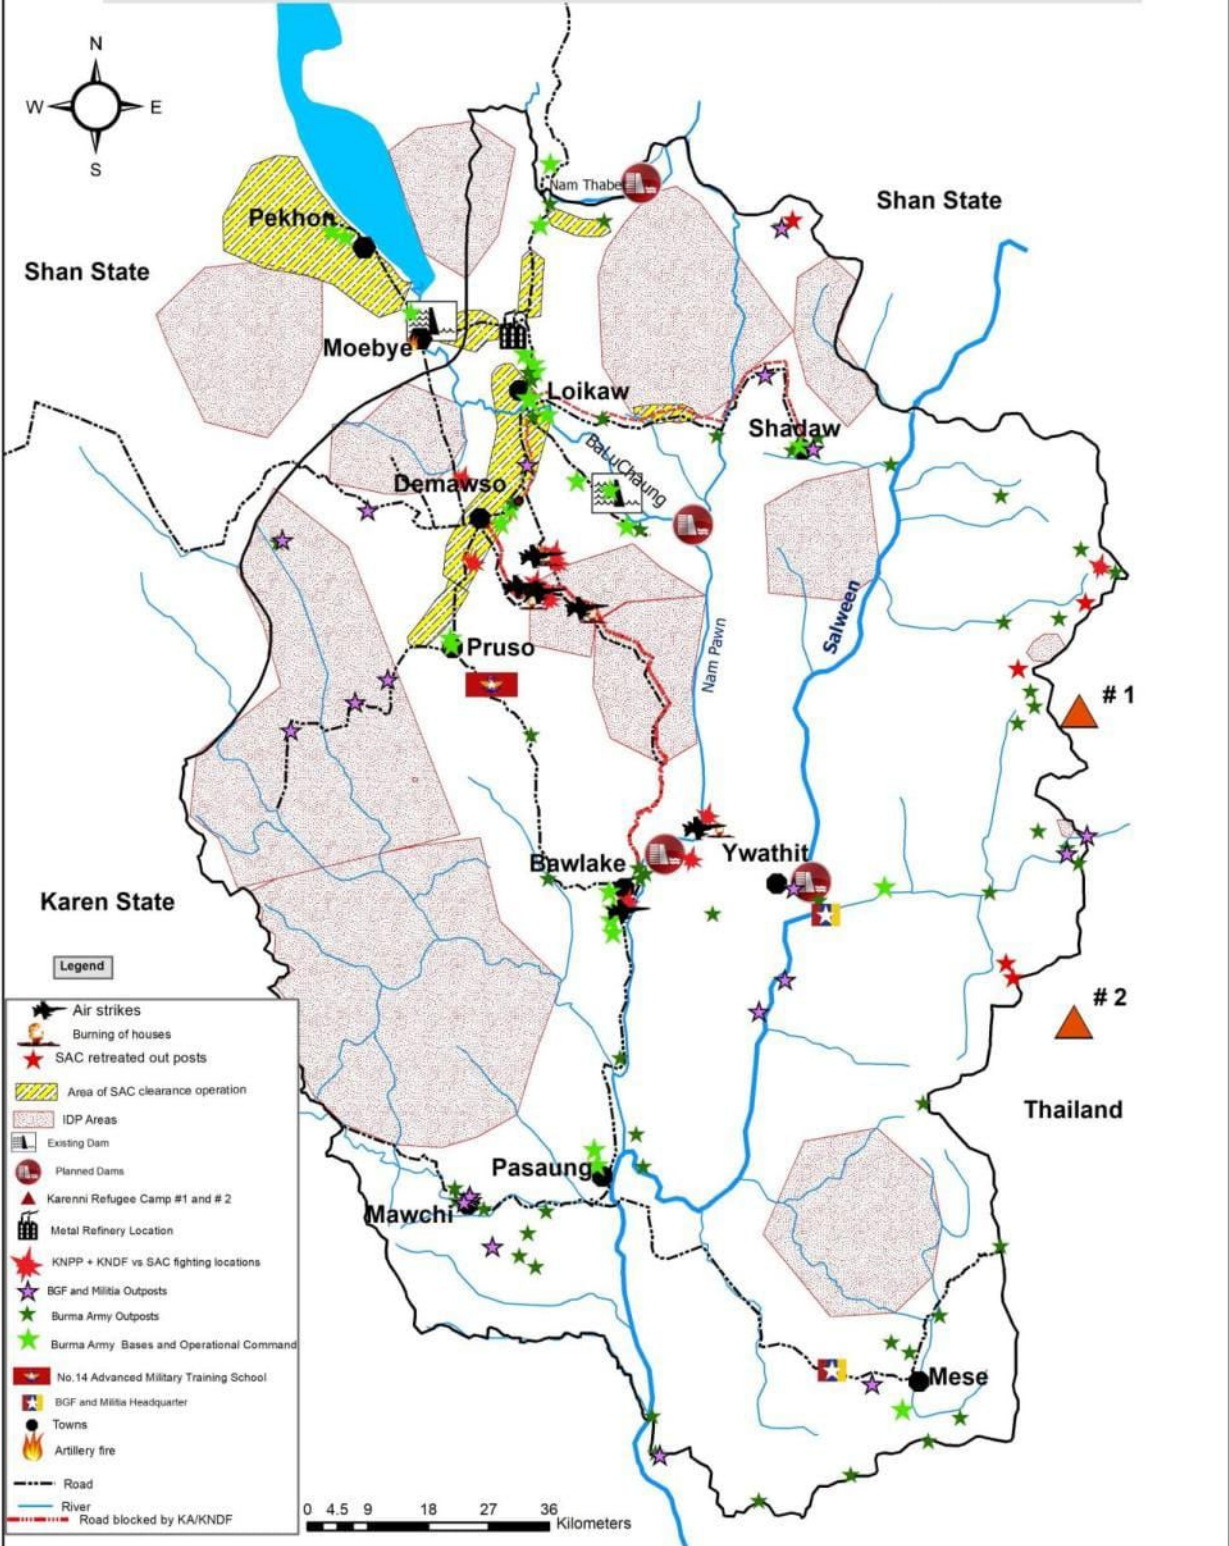 N
W E
S
Nam Thabet
Shan State
Pekhon
Shan State
Moebye
Loikaw
Shadaw
BaLuChaung
Demawso
Salween
Pruso
Nam Pawn
# 1
Bawlake
Ywathit
Karen State
# 2
Thailand
Pasaung
Mawchi
Mese
Legend
Air strikes
Burning of houses
SAC retreated out posts
Area of SAC clearance operation
IDP Areas
Existing Dam
Planned Dams
Karenni Refugee Camp #1 and # 2
Metal Refinery Location
KNPP + KNDF vs SAC fighting locations
BGF and Militia Outposts
Burma Army Outposts
Burma Army Bases and Operational Command
No.14 Advanced Military Training School
BGF and Militia Headquarter
Towns
Artillery fire
Road
River
Road blocked by KA/KNDF
0 4.5 9 18 27 36
Kilometers